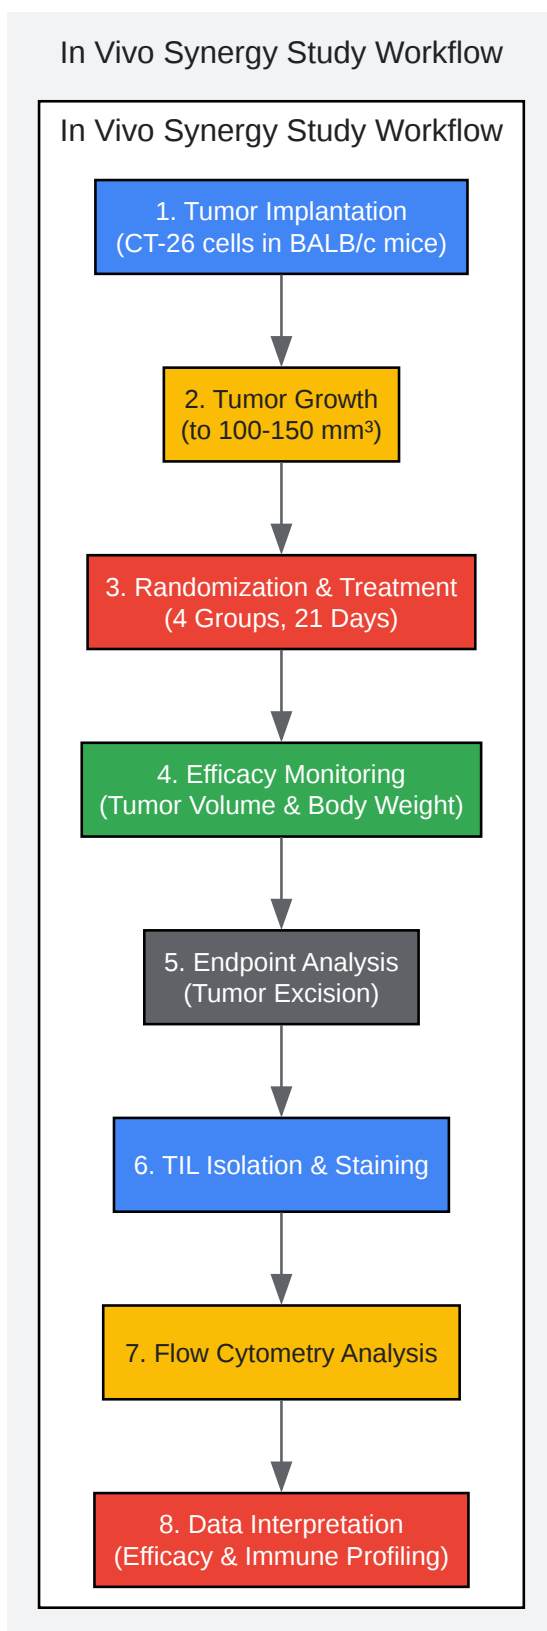 In Vivo Synergy Study Workflow
In Vivo Synergy Study Workflow
1. Tumor Implantation
(CT-26 cells in BALB/c mice)
2. Tumor Growth
(to 100-150 mm³)
3. Randomization & Treatment
(4 Groups, 21 Days)
4. Efficacy Monitoring
(Tumor Volume & Body Weight)
5. Endpoint Analysis
(Tumor Excision)
6. TIL Isolation & Staining
7. Flow Cytometry Analysis
8. Data Interpretation
(Efficacy & Immune Profiling)